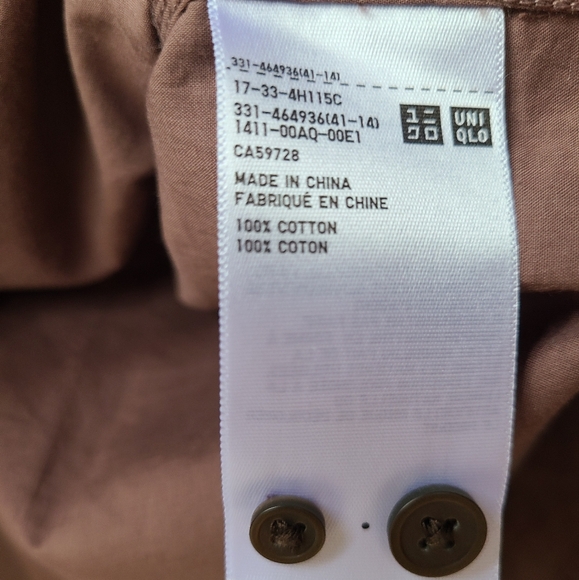 331-464936(41-14)
17-33-4H115C
331-464936(41-14)
1411-00AQ-00E1
ユニ
クロ
UNI
QLO
CA59728
MADE IN CHINA
FABRIQUÉ EN CHINE
100% COTTON
100% COTON